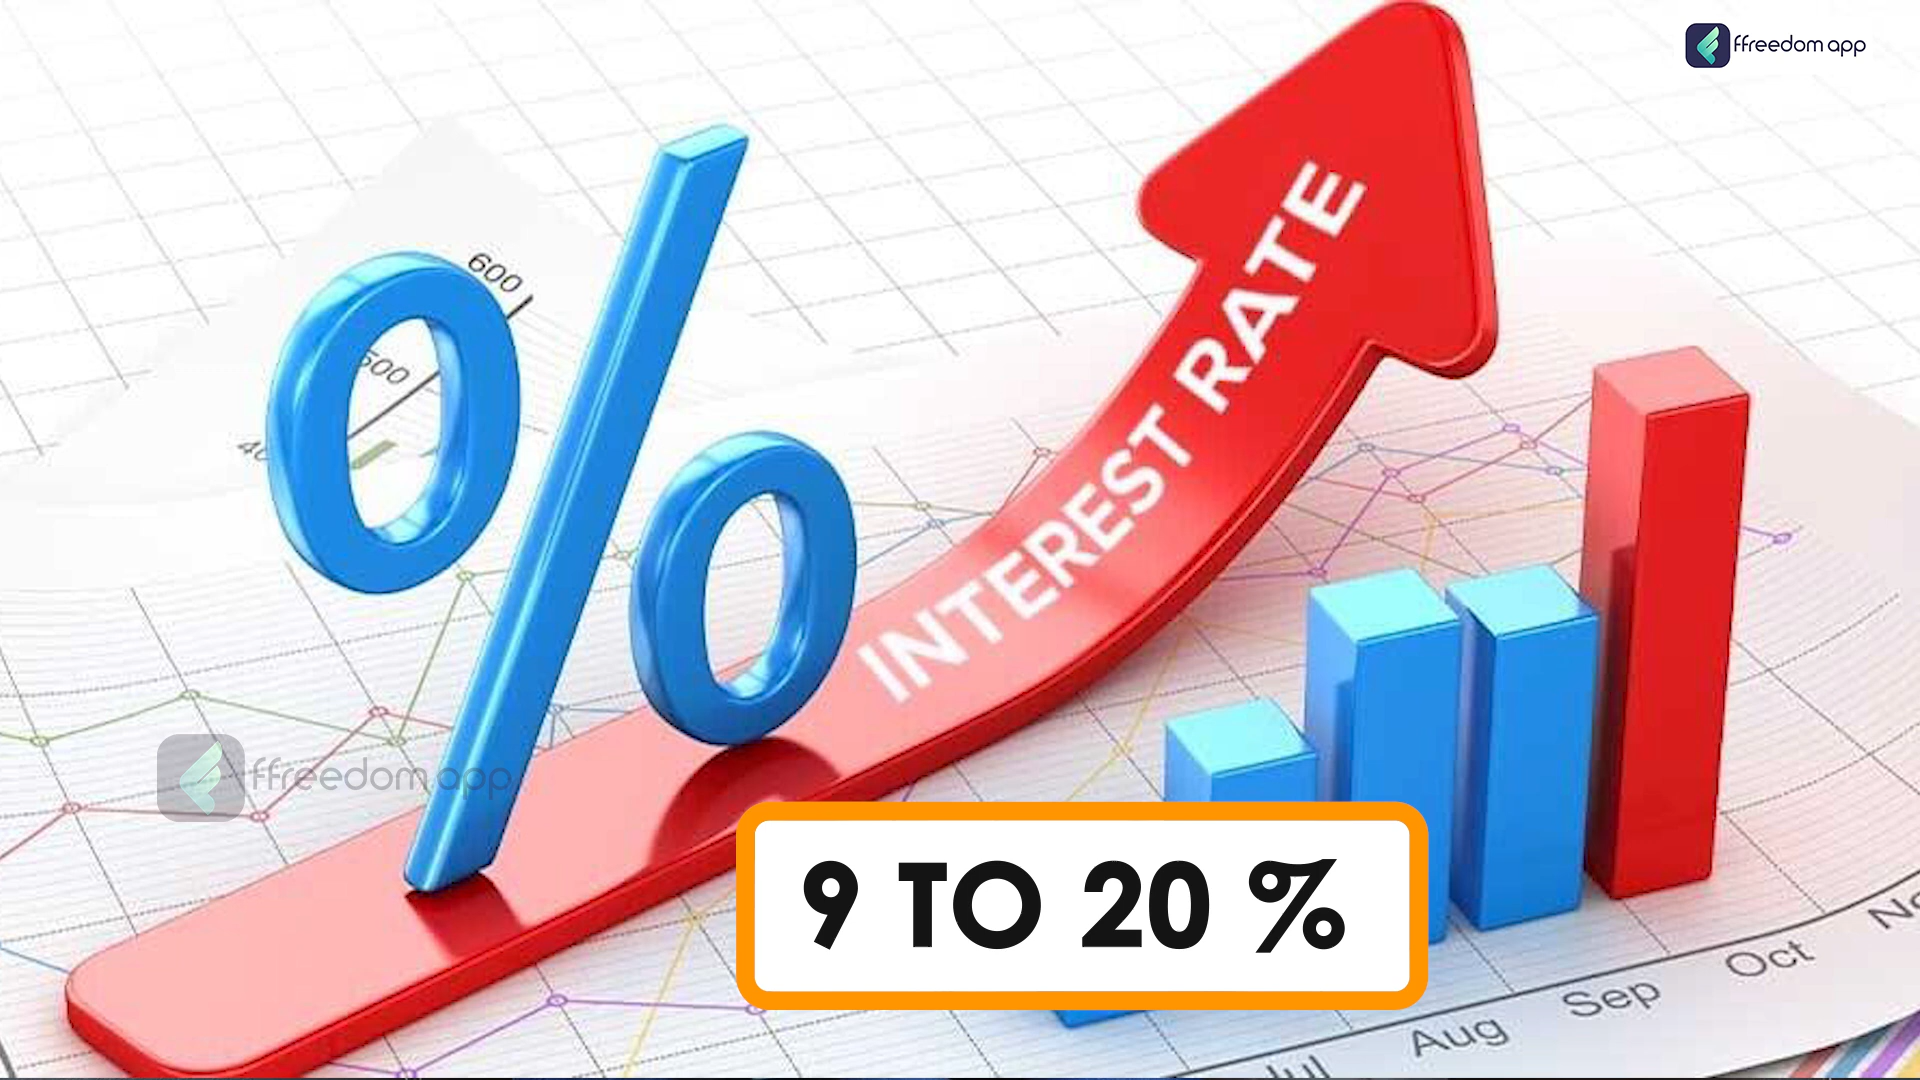 ffreedom app
600
500
INTEREST RATE
ffreedom app
9 TO 20 %
Oct
Sep
Aug